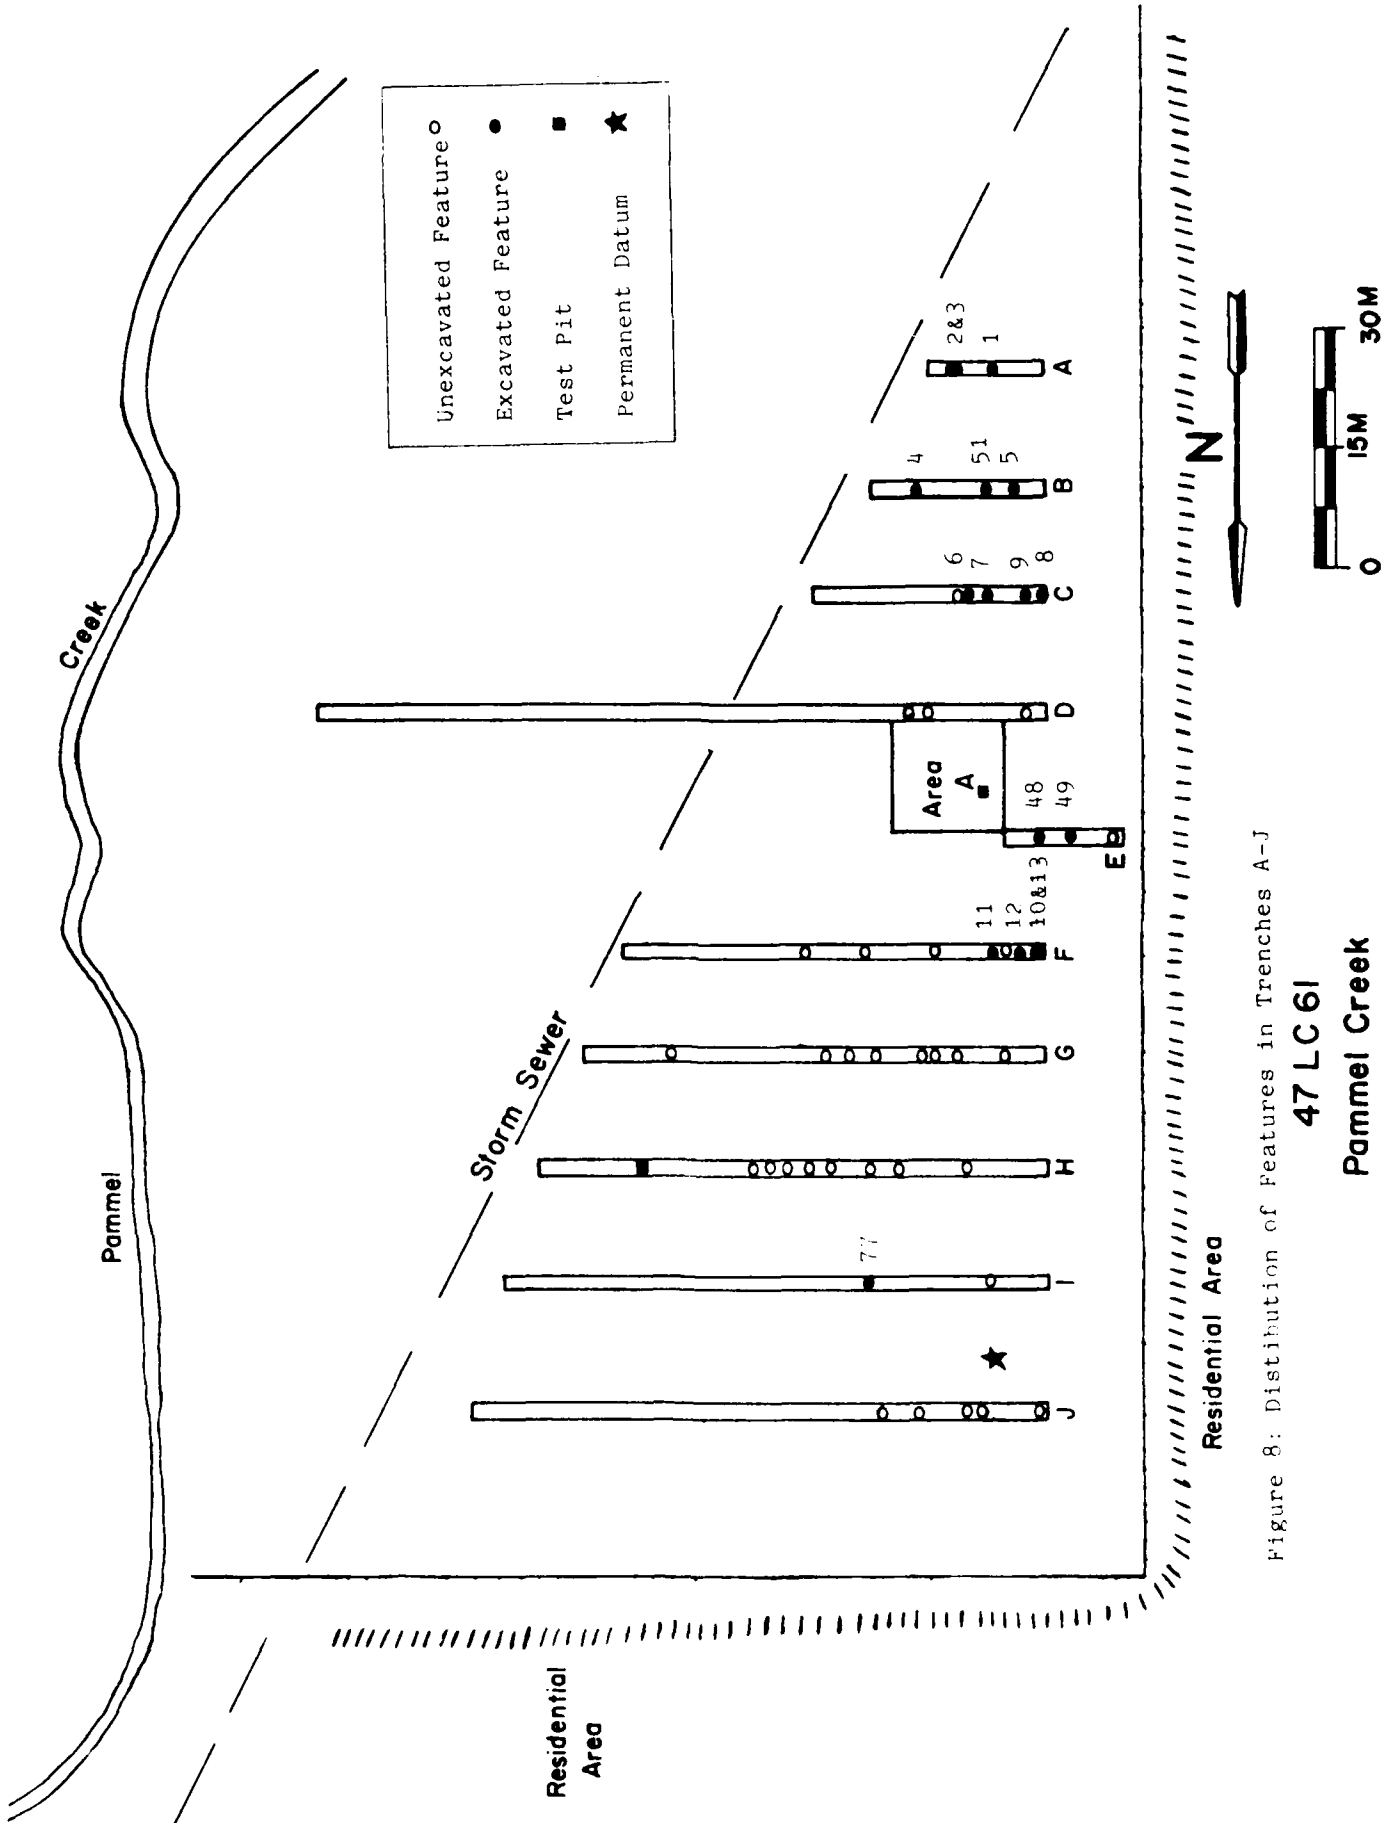 Pammel
Creek
Unexcavated Feature
Excavated Feature
Test Pit
Permanent Datum
Storm Sewer
Residential
Area
77
11
12
10&13
Area
A
48
49
6
7
9
8
4
51
5
2&3
1
J
I
H
G
F
E
D
C
B
A
Residential Area
N
0
15M
30M
Figure 8: Distibution of Features in Trenches A-J
47 LC 61
Pammel Creek